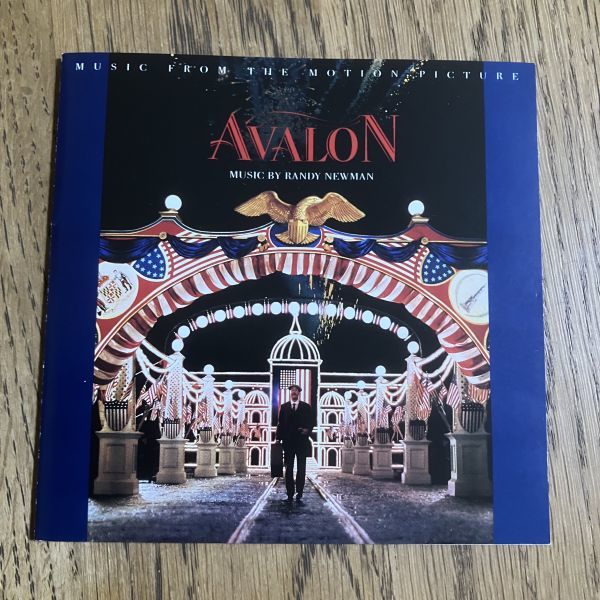 MUSIC FROM THE MOTION PICTURE
AVALON
MUSIC BY RANDY NEWMAN